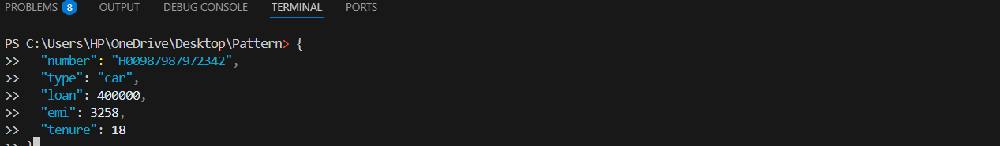 PROBLEMS 8 OUTPUT DEBUG CONSOLE TERMINAL PORTS
PS C:\Users\HP\OneDrive\Desktop\Pattern> {
>> "number": "H00987987972342",
>> "type": "car",
>> "loan": 400000,
>> "emi": 3258,
>> "tenure": 18
>> }